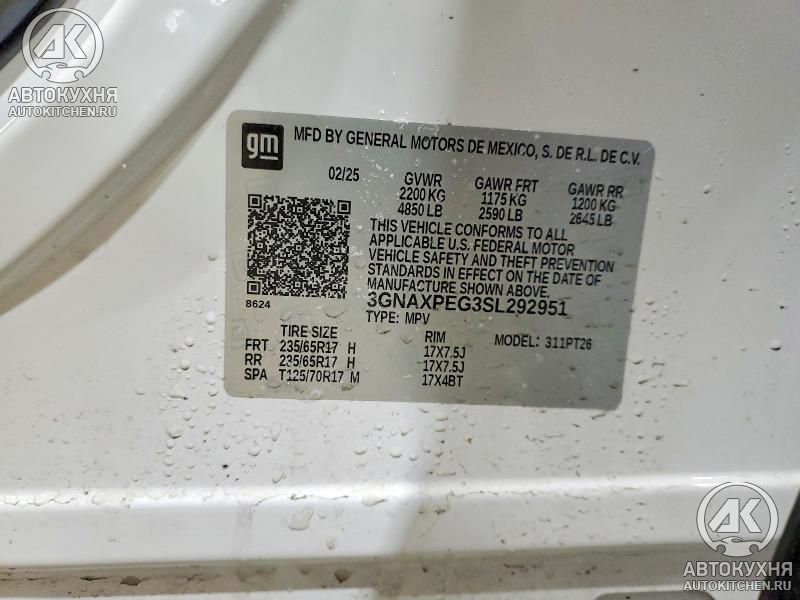 AK
АВТОКУХНЯ
AUTOKITCHEN.RU
gm
MFD BY GENERAL MOTORS DE MEXICO, S. DE R.L. DE C.V.
02/25 GVWR GAWR FRT GAWR RR
2200 KG 1175 KG 1200 KG
4850 LB 2590 LB 2645 LB
THIS VEHICLE CONFORMS TO ALL
APPLICABLE U.S. FEDERAL MOTOR
VEHICLE SAFETY AND THEFT PREVENTION
STANDARDS IN EFFECT ON THE DATE OF
MANUFACTURE SHOWN ABOVE.
8624
3GNAXPEG3SL292951
TYPE: MPV
TIRE SIZE RIM MODEL: 311PT26
FRT 235/65R17 H 17X7.5J
RR 235/65R17 H 17X7.5J
SPA T125/70R17 M 17X4BT
AK
АВТОКУХНЯ
AUTOKITCHEN.RU